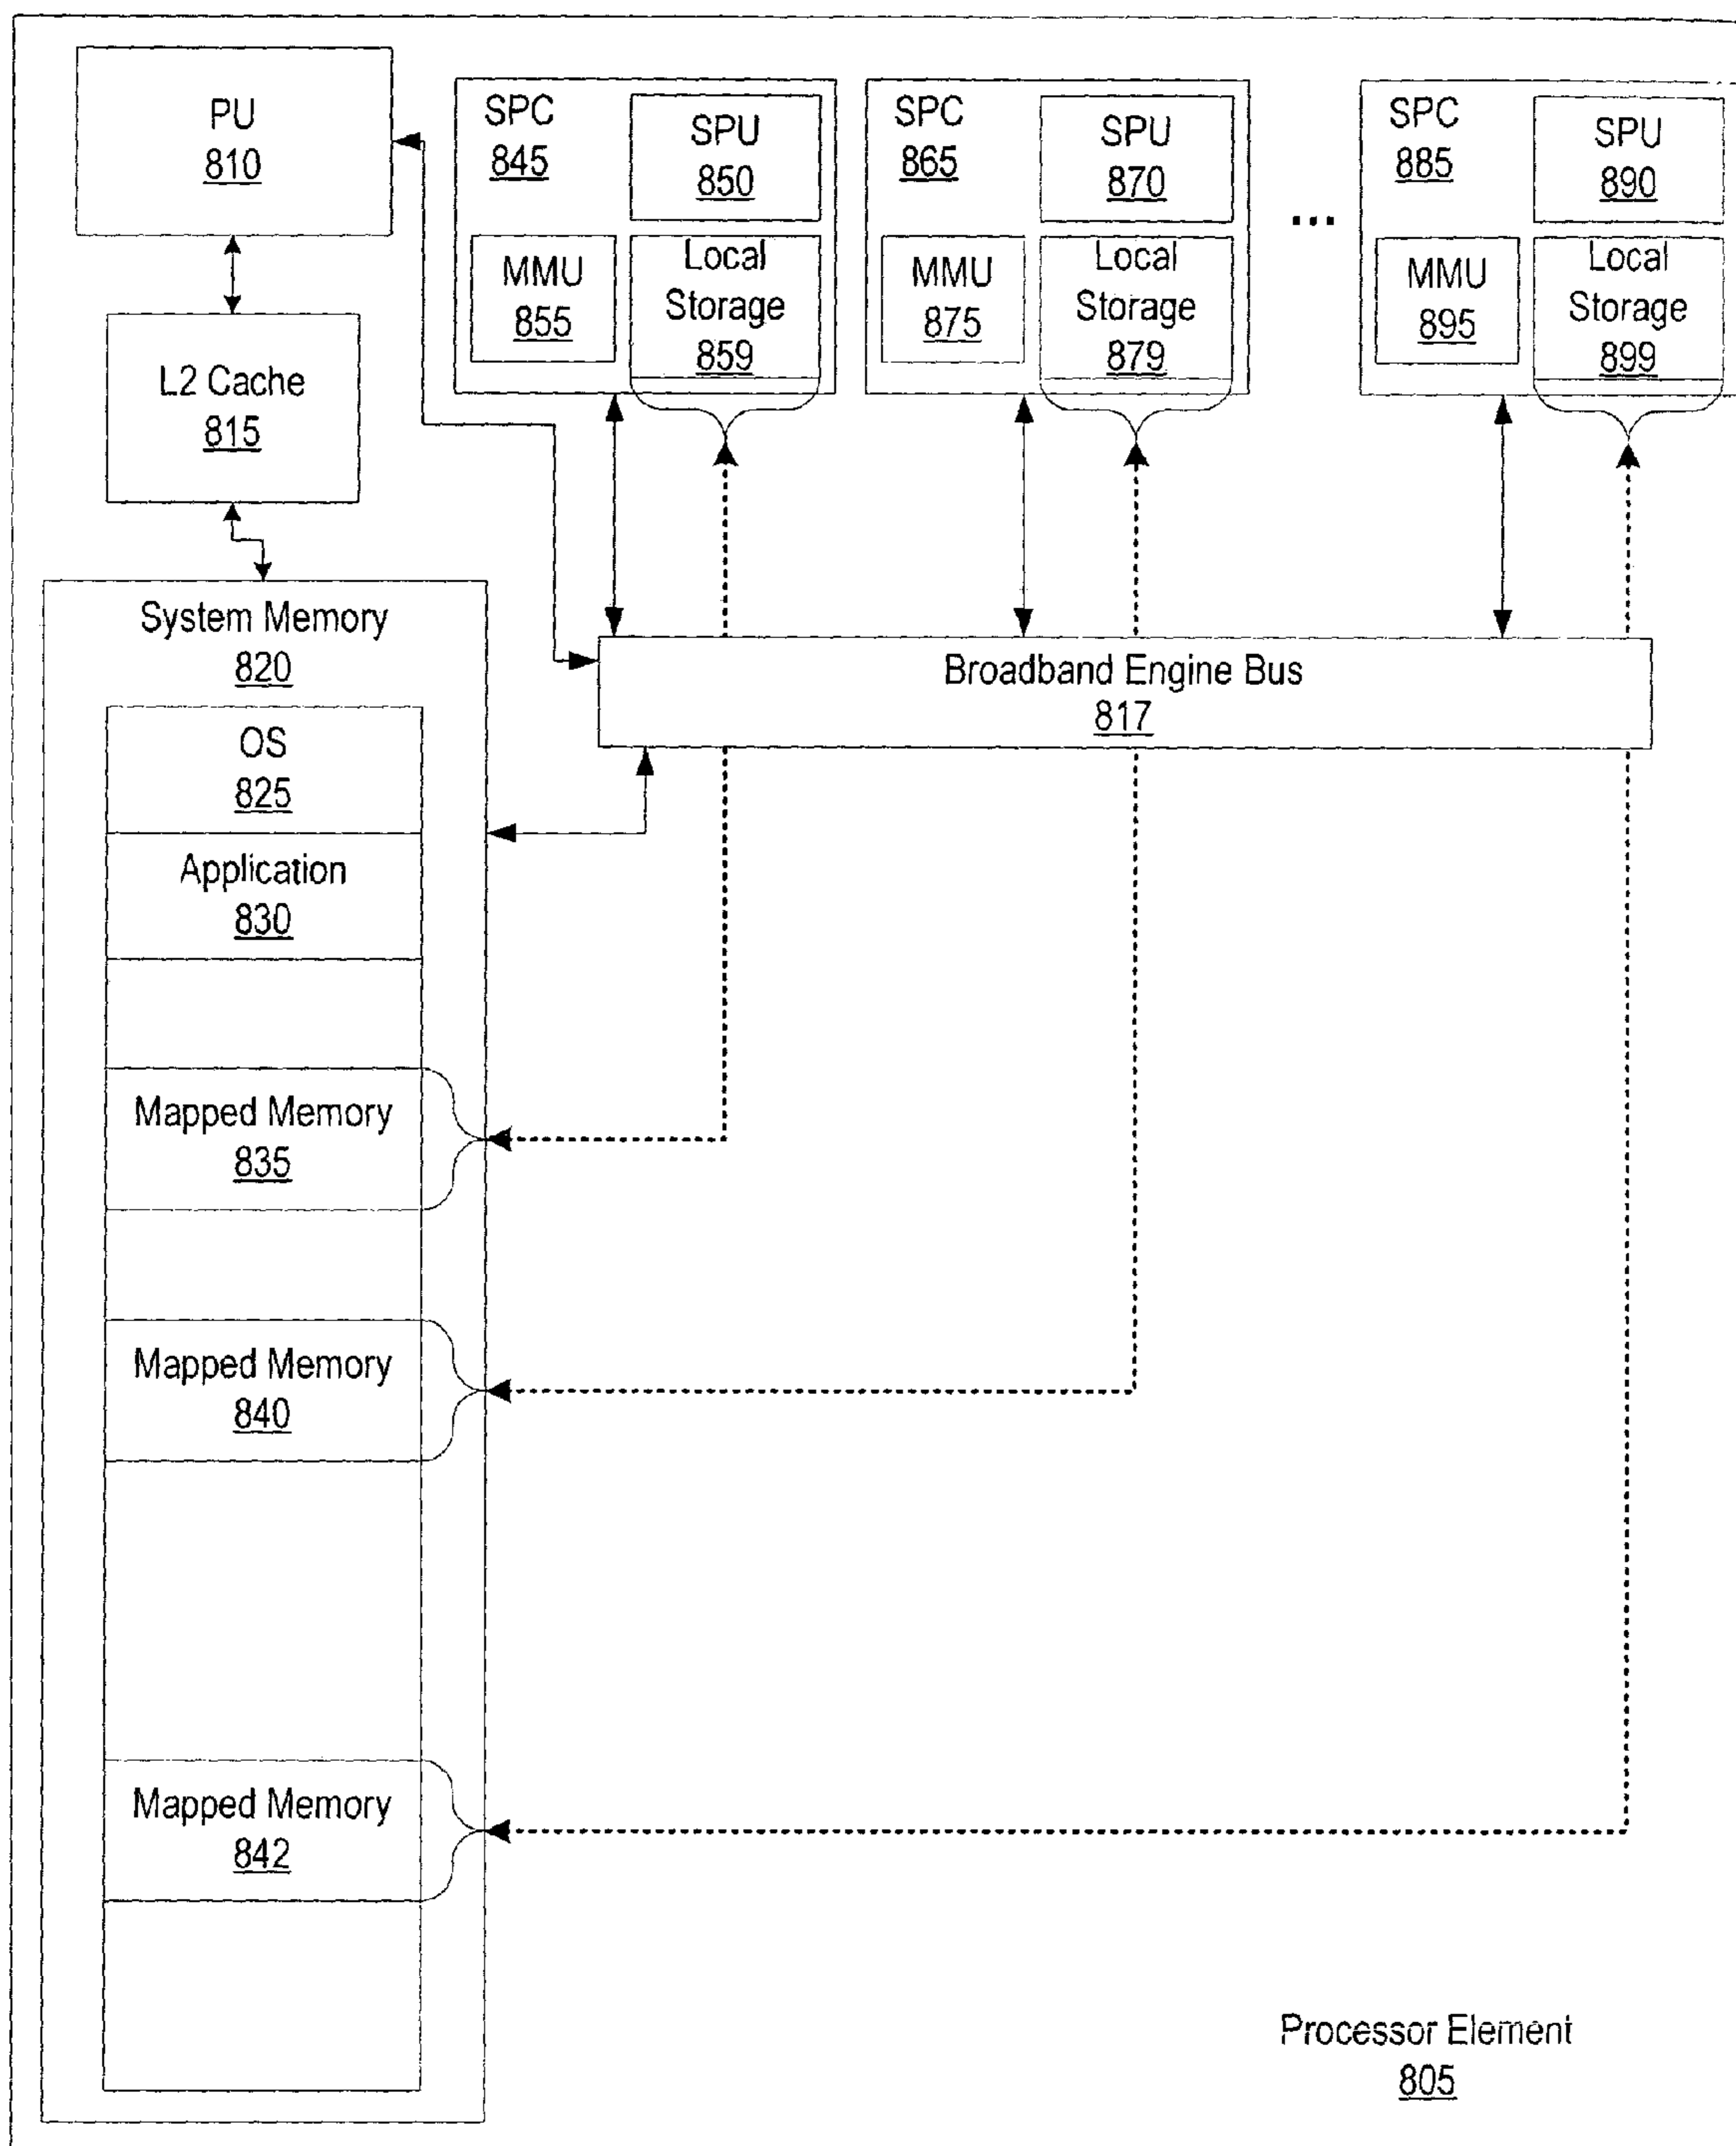 PU
810
L2 Cache
815
SPC
845
SPU
850
MMU
855
Local
Storage
859
SPC
865
SPU
870
MMU
875
Local
Storage
879
...
SPC
885
SPU
890
MMU
895
Local
Storage
899
Broadband Engine Bus
817
System Memory
820
OS
825
Application
830
Mapped Memory
835
Mapped Memory
840
Mapped Memory
842
Processor Element
805